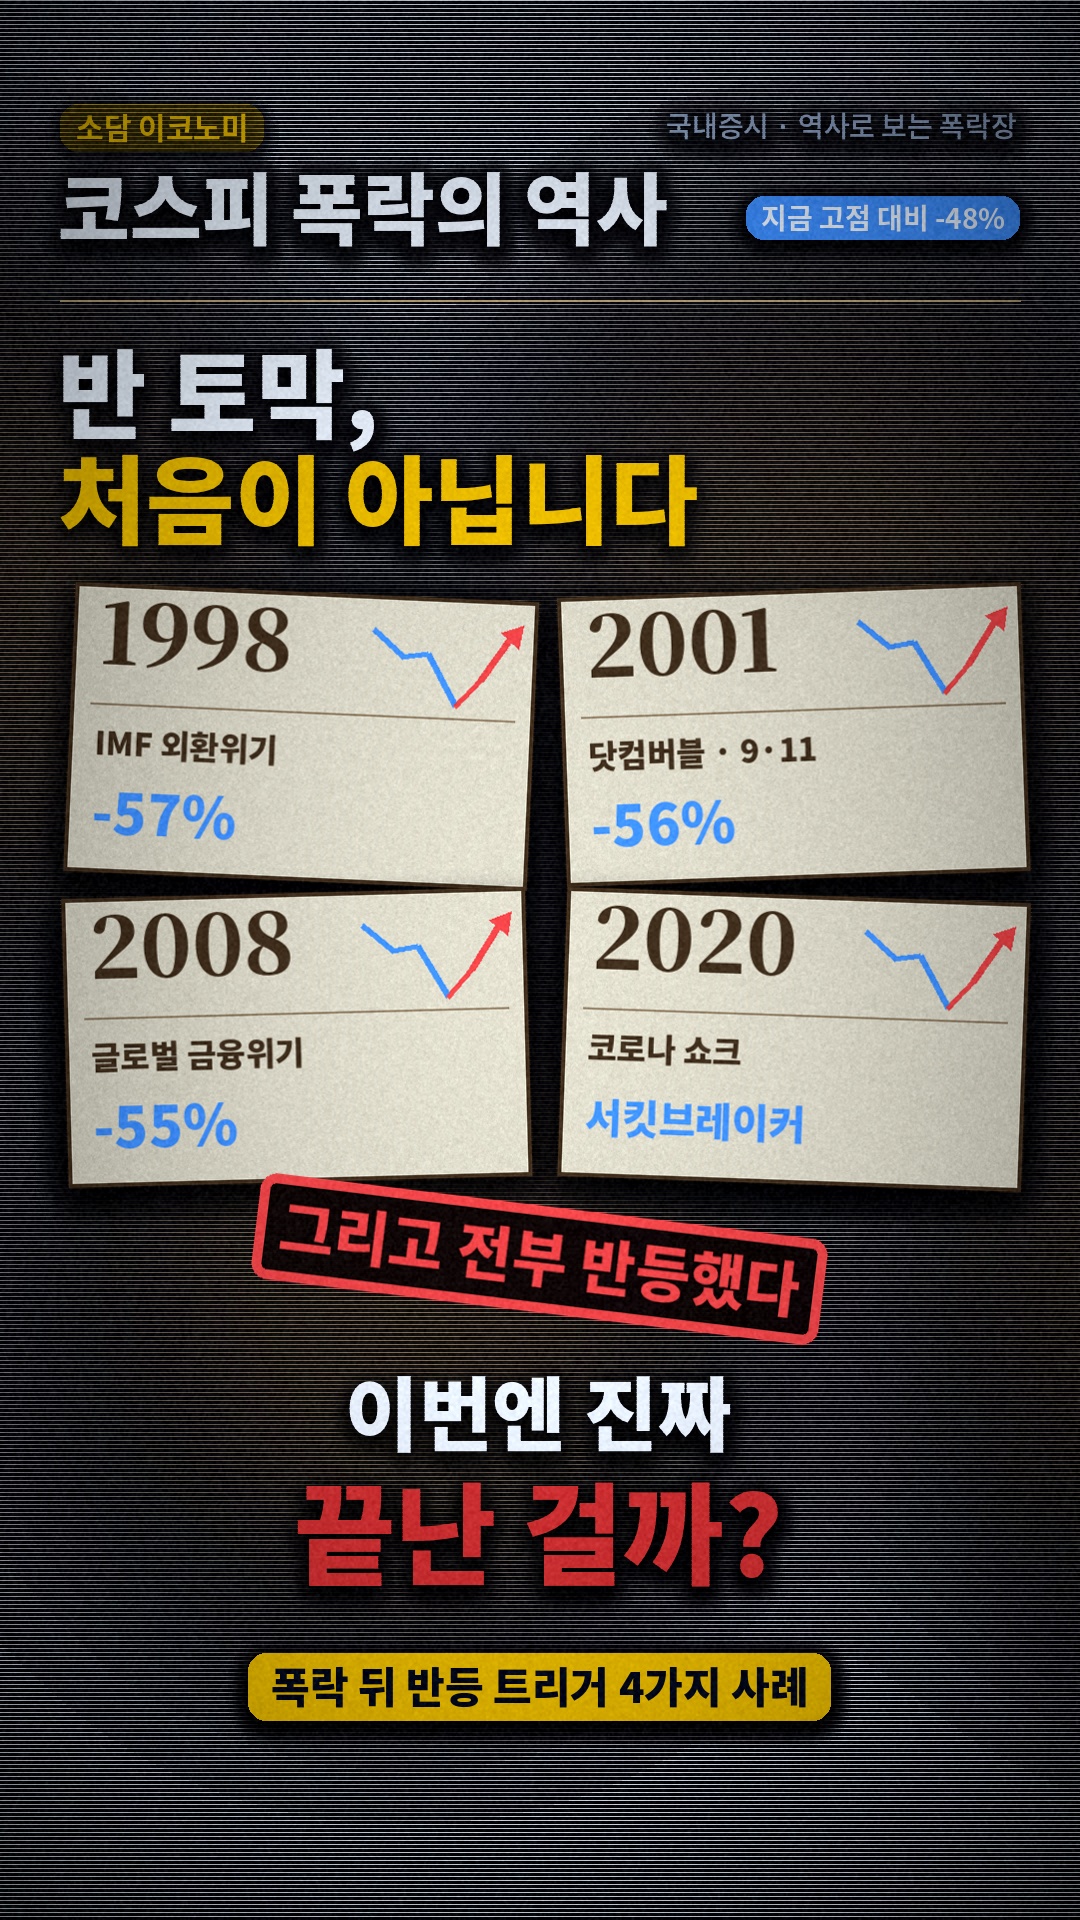 소담 이코노미
국내증시 · 역사로 보는 폭락장
코스피 폭락의 역사
지금 고점 대비 -48%
반 토막,
처음이 아닙니다
1998
IMF 외환위기
-57%
2001
닷컴버블 · 9·11
-56%
2008
글로벌 금융위기
-55%
2020
코로나 쇼크
서킷브레이커
그리고 전부 반등했다
이번엔 진짜
끝난 걸까?
폭락 뒤 반등 트리거 4가지 사례